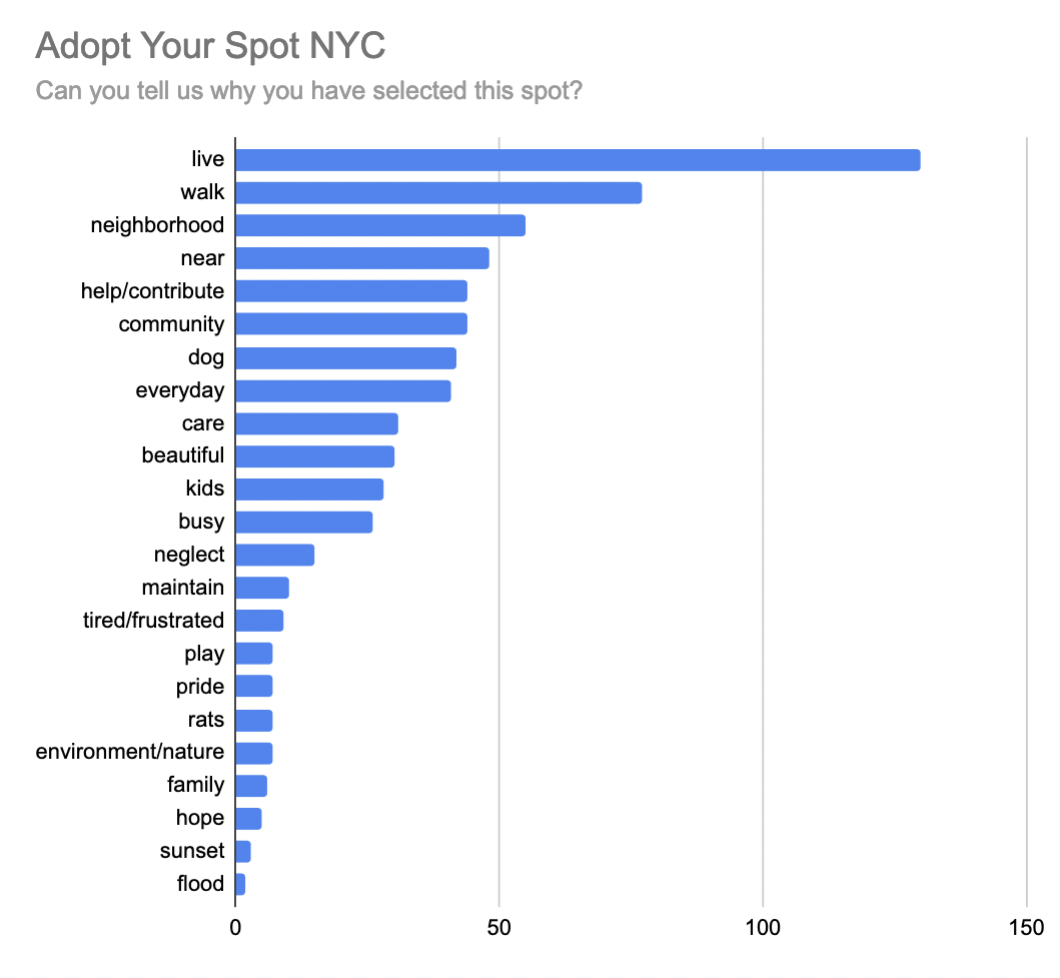 Adopt Your Spot NYC
Can you tell us why you have selected this spot?
live
walk
neighborhood
near
help/contribute
community
dog
everyday
care
beautiful
kids
busy
neglect
maintain
tired/frustrated
play
pride
rats
environment/nature
family
hope
sunset
flood
0 50 100 150